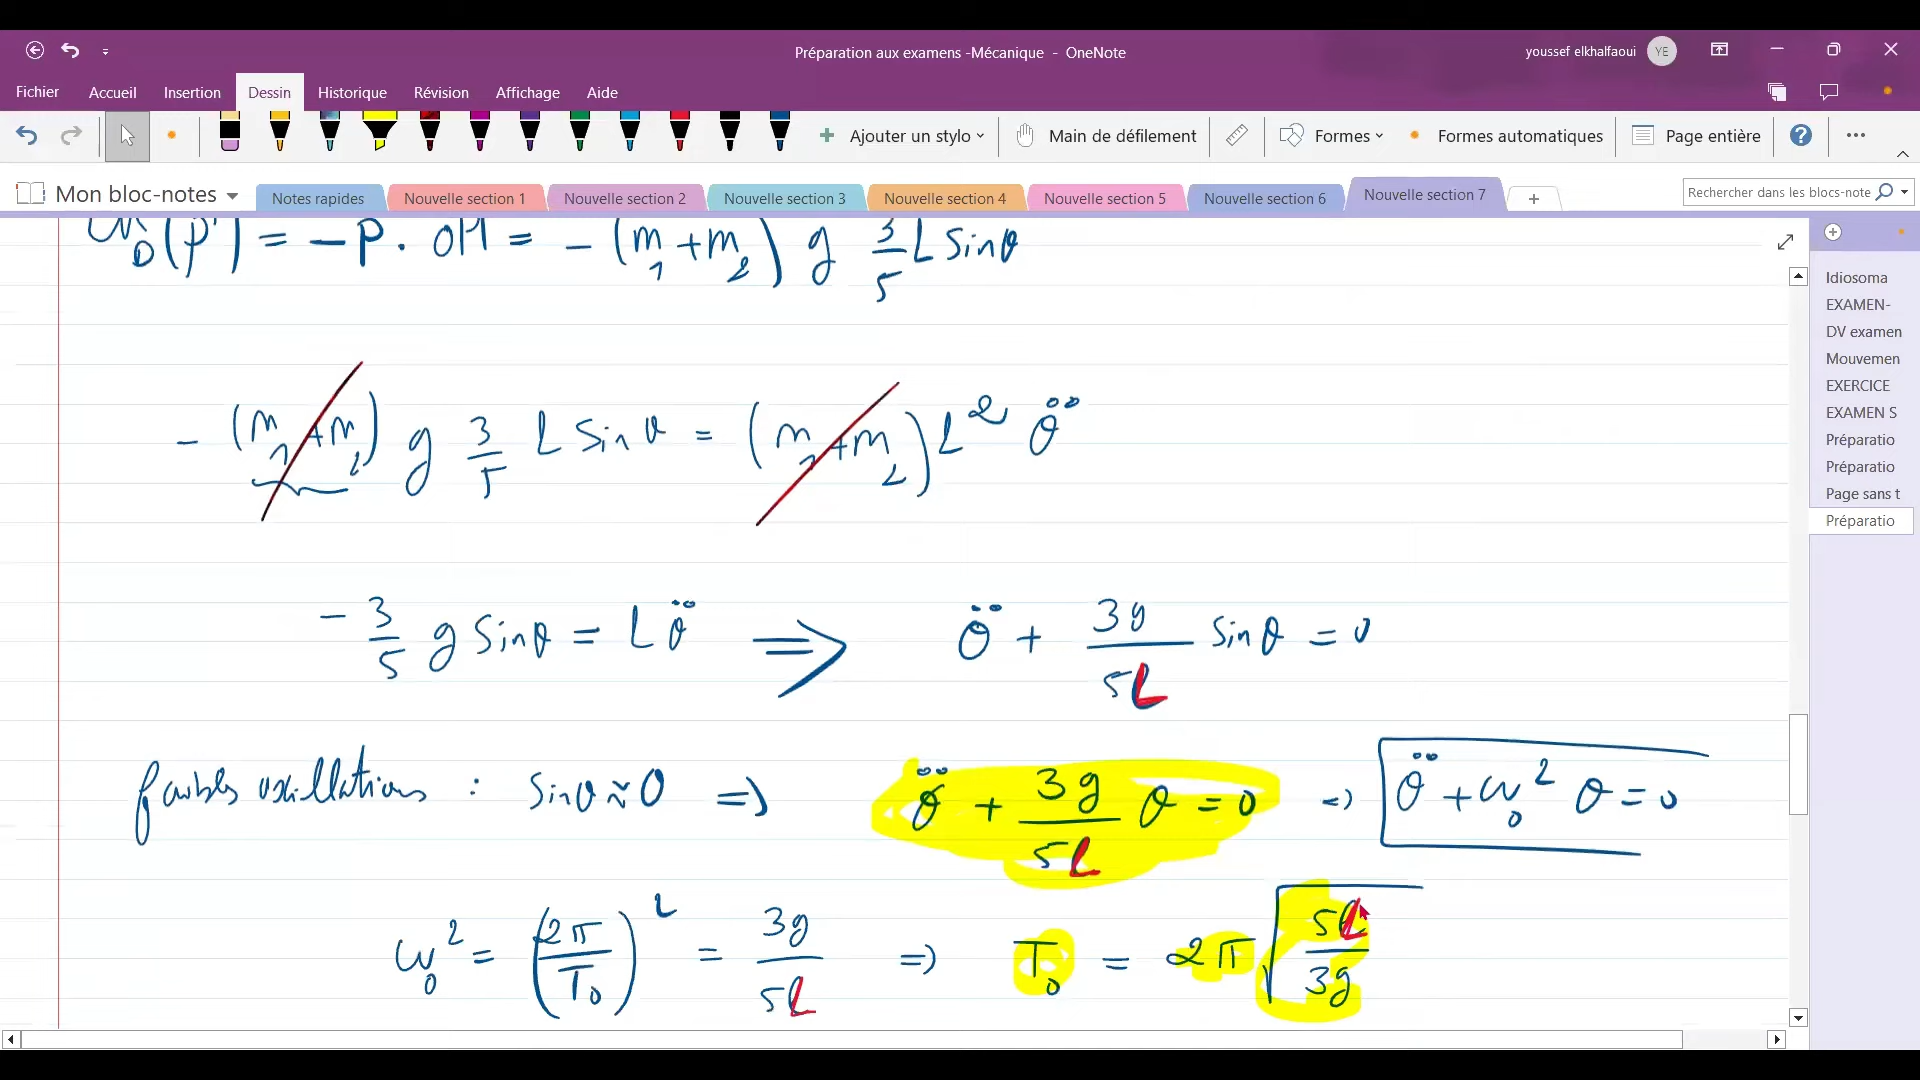 Préparation aux examens -Mécanique - OneNote
youssef elkhalfaoui YE
Fichier Accueil Insertion Dessin Historique Révision Affichage Aide
+ Ajouter un stylo Main de défilement Formes Formes automatiques Page entière ? ...
Mon bloc-notes Notes rapides Nouvelle section 1 Nouvelle section 2 Nouvelle section 3 Nouvelle section 4 Nouvelle section 5 Nouvelle section 6 Nouvelle section 7 + Rechercher dans les blocs-note
(P) = -P. OM = - (m₁+m₂) g 3/5 L Sinθ
- (m₁+m₂) g 3/5 L Sinθ = (m₁+m₂) L² θ̈
- 3/5 g Sinθ = L θ̈ ⟹ θ̈ + 3g/5L Sinθ = 0
faibles oscillations : Sinθ ≈ θ ⟹ θ̈ + 3g/5L θ = 0 ⟹ θ̈ + ω₀² θ = 0
ω₀² = (2π/T₀)² = 3g/5L ⟹ T₀ = 2π √(5L/3g)
Idiosoma
EXAMEN-
DV examen
Mouvemen
EXERCICE
EXAMEN S
Préparatio
Préparatio
Page sans t
Préparatio